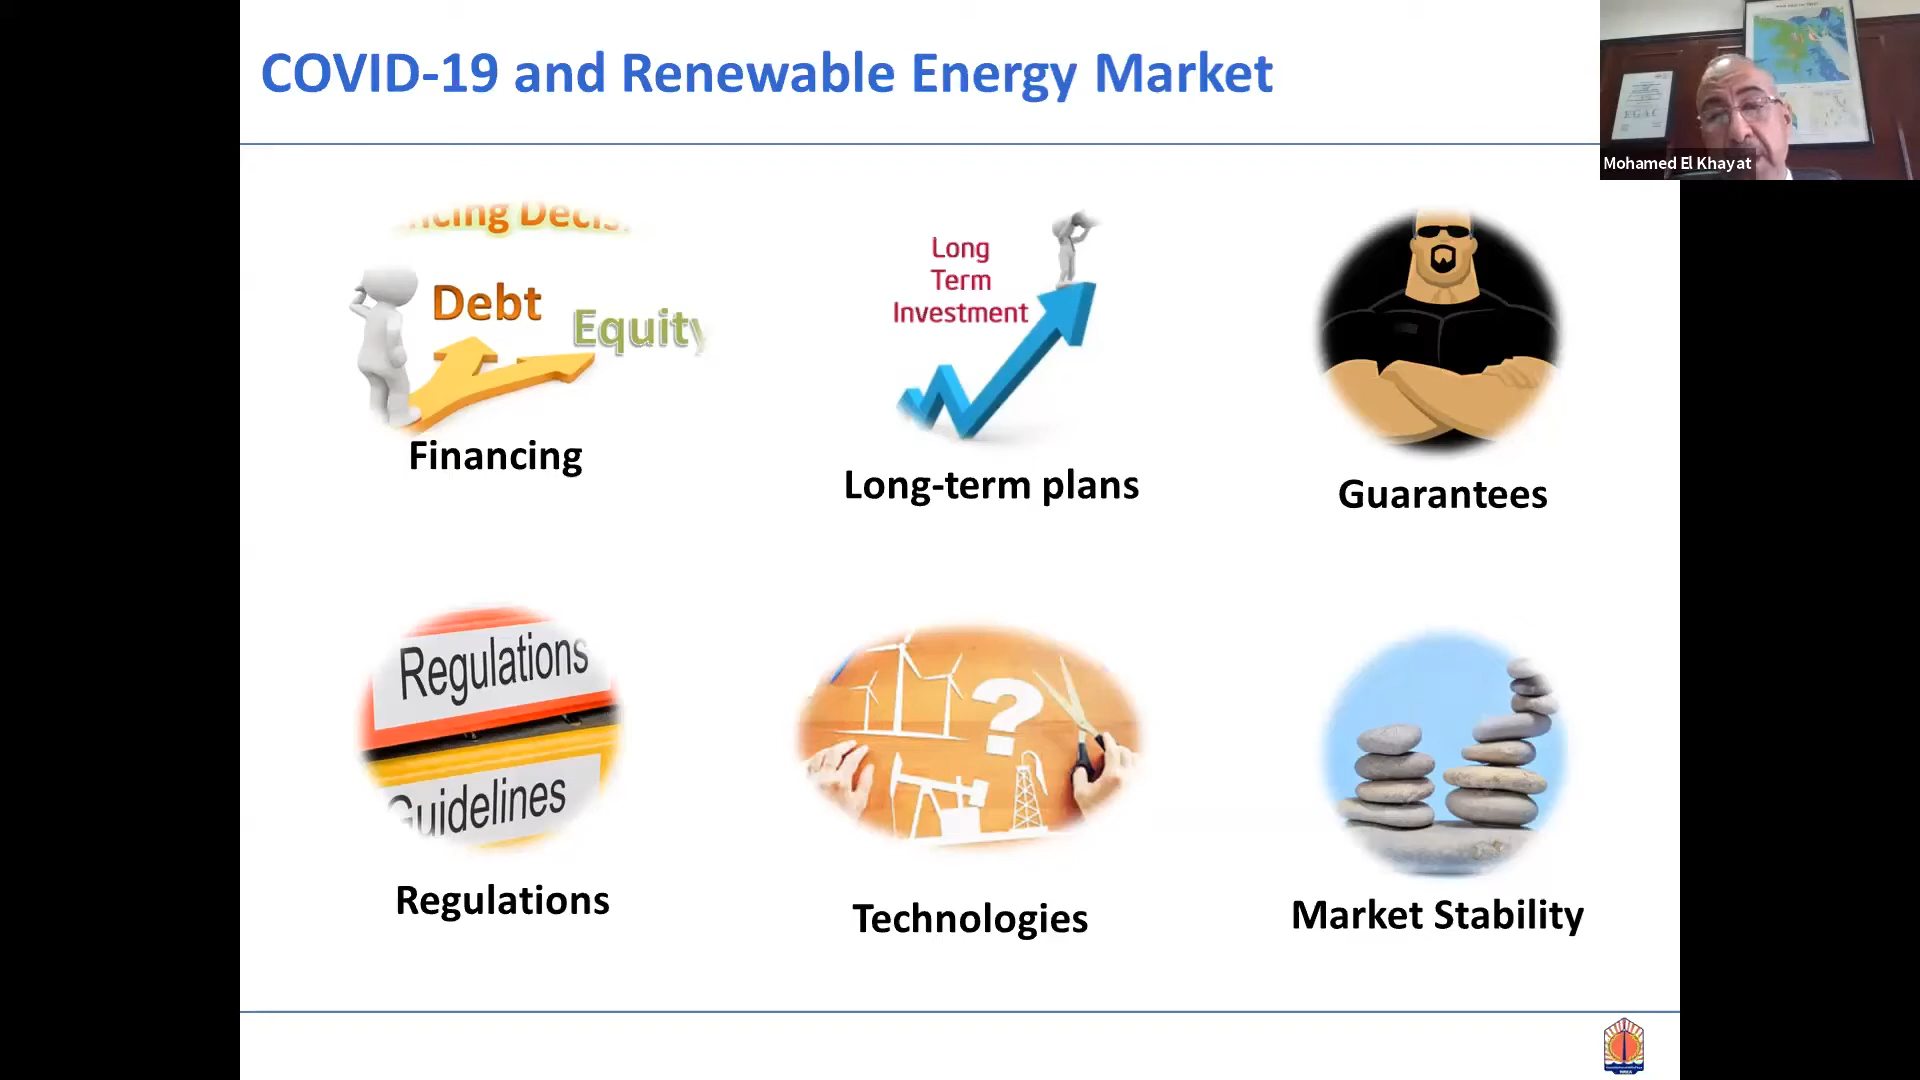 COVID-19 and Renewable Energy Market
Mohamed El Khayat
Debt
Equity
Financing
Long
Term
Investment
Long-term plans
Guarantees
Regulations
Guidelines
Regulations
?
Technologies
Market Stability